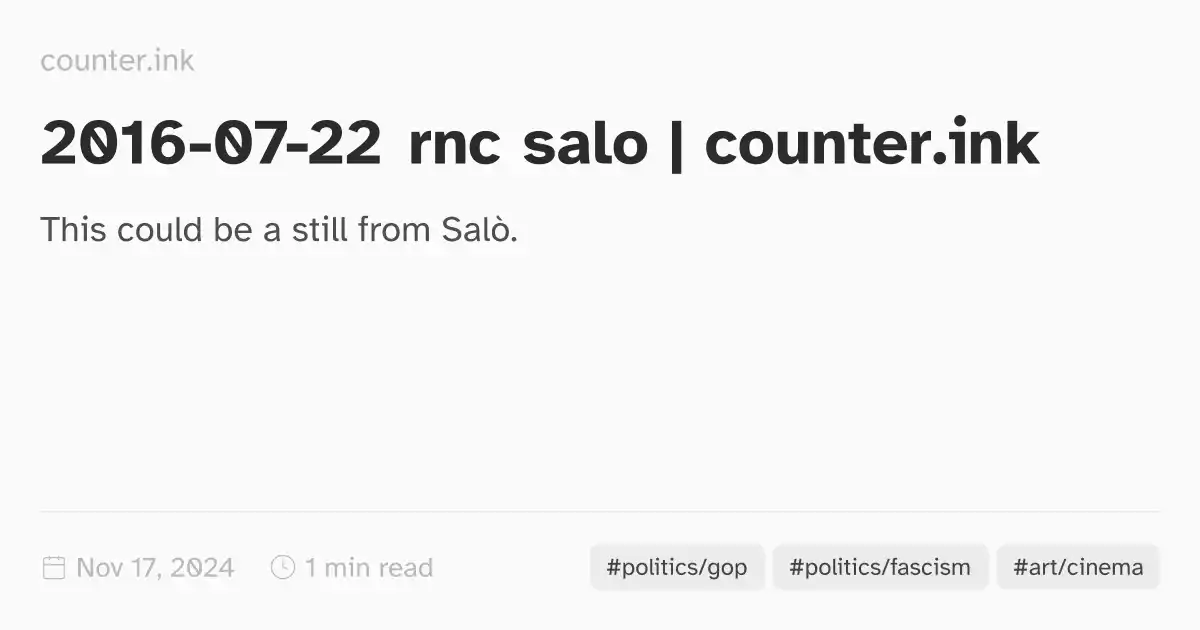 counter.ink
2016-07-22 rnc salo | counter.ink
This could be a still from Salò.
Nov 17, 2024 1 min read #politics/gop #politics/fascism #art/cinema